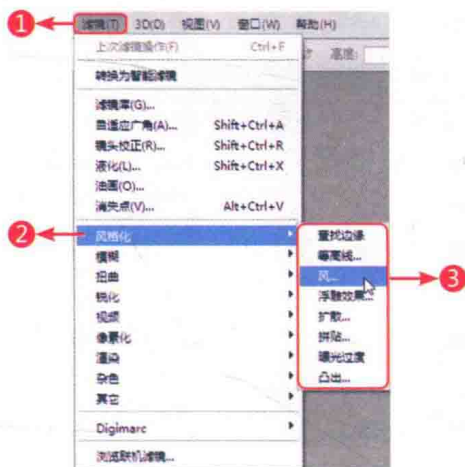 1
滤镜(T) 3D(D) 视图(V) 窗口(W) 帮助(H)
上次滤镜操作(F) Ctrl+F
高度:
转换为智能滤镜
滤镜库(G)...
自适应广角(A)... Shift+Ctrl+A
镜头校正(R)... Shift+Ctrl+R
液化(L)... Shift+Ctrl+X
油画(O)...
消失点(V)... Alt+Ctrl+V
2
风格化
模糊
扭曲
锐化
视频
像素化
渲染
杂色
其它
Digimarc
浏览联机滤镜...
查找边缘
等高线...
风...
3
浮雕效果...
扩散...
拼贴...
曝光过度
凸出...